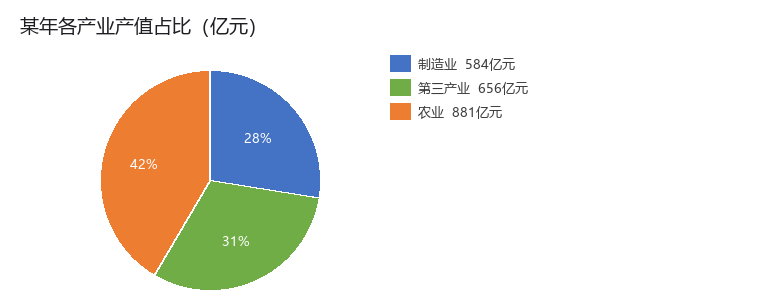 某年各产业产值占比（亿元）
制造业 584亿元
第三产业 656亿元
农业 881亿元
28%
42%
31%